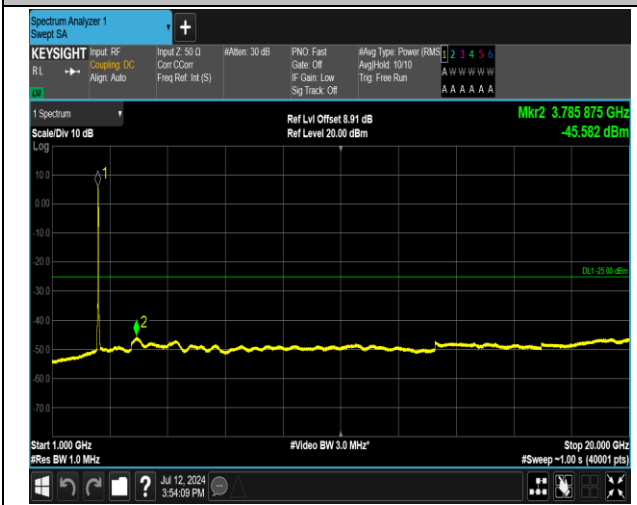 Spectrum Analyzer 1
Swept SA
+
KEYSIGHT
RL
LXI
Input: RF
Coupling: DC
Align: Auto
Input Z: 50 Ω
Corr CCorr
Freq Ref: Int (S)
#Atten: 30 dB
PNO: Fast
Gate: Off
IF Gain: Low
Sig Track: Off
#Avg Type: Power (RMS
Avg|Hold: 10/10
Trig: Free Run
1 2 3 4 5 6
A W W W W W
A A A A A A
1 Spectrum
Scale/Div 10 dB
Log
Ref Lvl Offset 8.91 dB
Ref Level 20.00 dBm
Mkr2 3.785 875 GHz
-45.582 dBm
10.0
0.00
-10.0
-20.0
-30.0
-40.0
-50.0
-60.0
-70.0
1
2
DL1 -25.00 dBm
Start 1.000 GHz
#Res BW 1.0 MHz
#Video BW 3.0 MHz*
Stop 20.000 GHz
#Sweep ~1.00 s (40001 pts)
?
Jul 12, 2024
3:54:09 PM